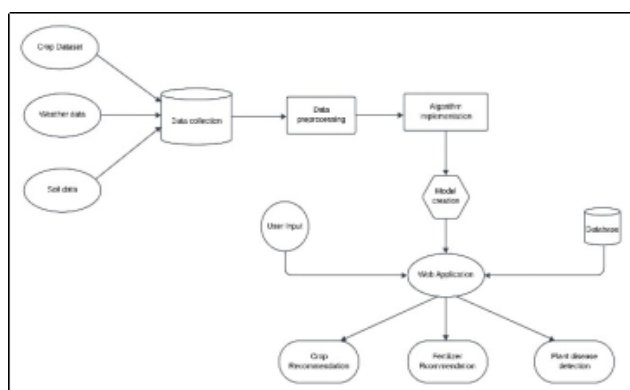 Crop Dataset
Weather data
Data collection
Data
preprocessing
Algorithm
implementation
Soil data
Model
creation
User Input
Database
Web Application
Crop
Recommendation
Fertilizer
Recommendation
Plant disease
detection